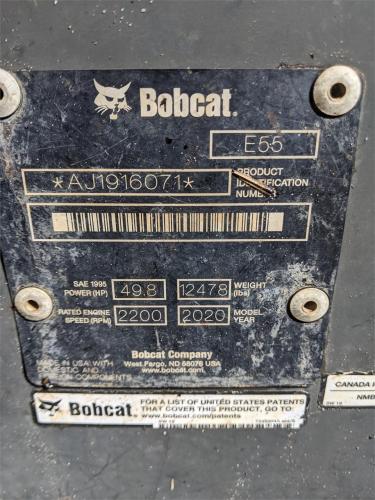 Bobcat.
E55
*AJ1916071*
PRODUCT
IDENTIFICATION
NUMBER
SAE 1995
POWER (HP)
49.8
12478
WEIGHT
(lbs)
RATED ENGINE
SPEED (RPM)
2200
2020
MODEL
YEAR
Bobcat Company
West Fargo, ND 58078 USA
www.bobcat.com
MADE IN USA WITH
DOMESTIC AND
COMPONENTS
Bobcat.
FOR A LIST OF UNITED STATES PATENTS
THAT COVER THIS PRODUCT, GO TO:
www.bobcat.com/patents
CANADA
NMB